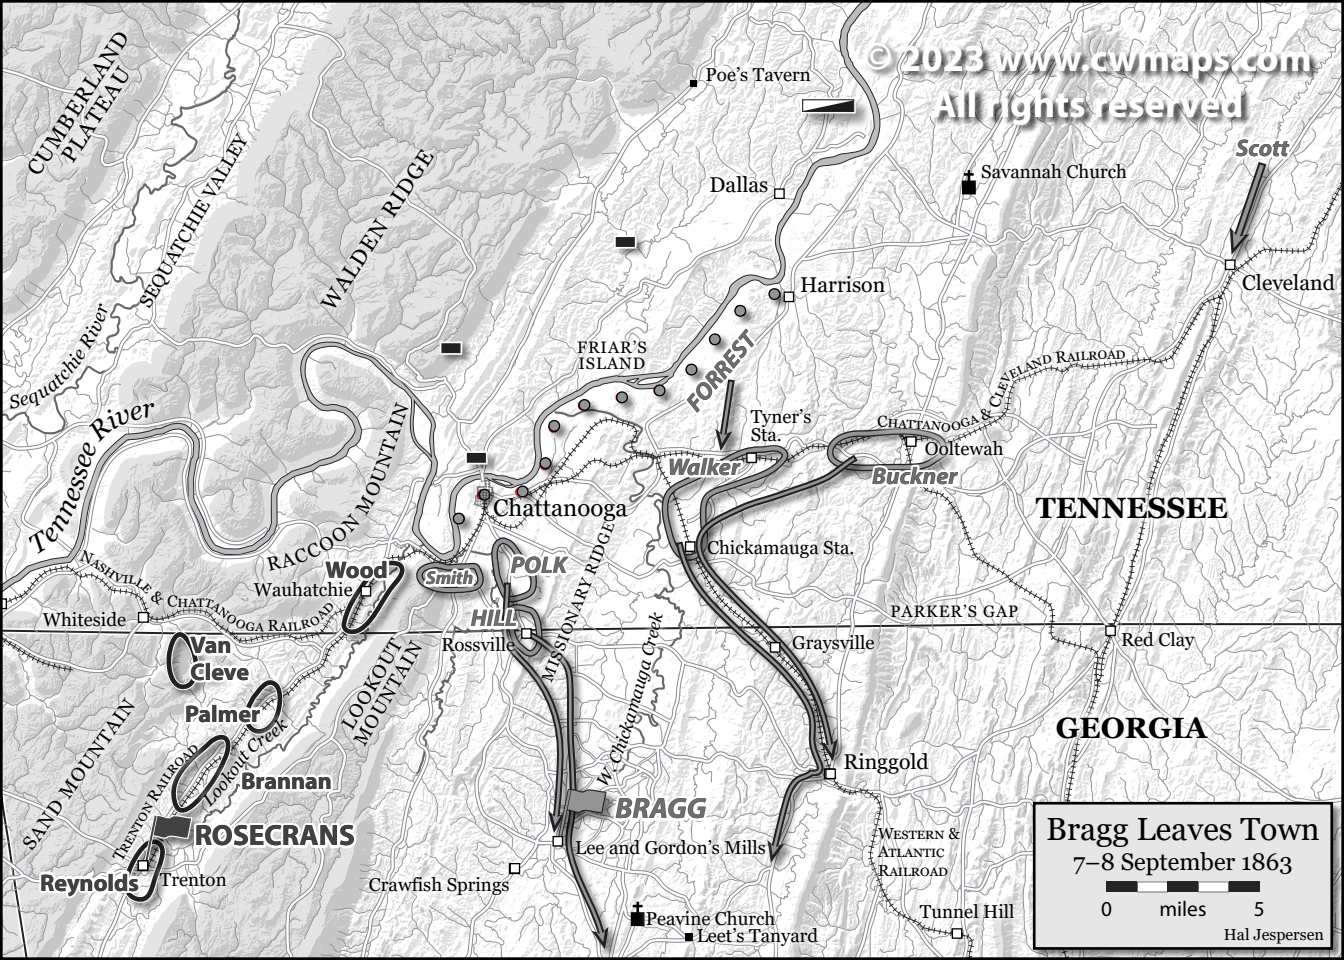 © 2023 www.cwmaps.com
All rights reserved
CUMBERLAND
PLATEAU
Poe's Tavern
Scott
SEQUATCHIE VALLEY
WALDEN RIDGE
Dallas
Savannah Church
Cleveland
Harrison
Sequatchie River
FRIAR'S
ISLAND
FORREST
CHATTANOOGA & CLEVELAND RAILROAD
Tennessee River
Tyner's
Sta.
Walker
Ooltewah
Buckner
RACCOON MOUNTAIN
Chattanooga
TENNESSEE
Chickamauga Sta.
NASHVILLE & CHATTANOOGA RAILROAD
Wood
Wauhatchie
Smith
POLK
MISSIONARY RIDGE
HILL
Whiteside
PARKER'S GAP
Rossville
Graysville
Red Clay
Van
Cleve
LOOKOUT
MOUNTAIN
W. Chickamauga Creek
Palmer
SAND MOUNTAIN
TRENTON RAILROAD
Lookout Creek
Brannan
GEORGIA
Ringgold
BRAGG
ROSECRANS
Lee and Gordon's Mills
WESTERN &
ATLANTIC
RAILROAD
Reynolds
Trenton
Crawfish Springs
Peavine Church
Leet's Tanyard
Tunnel Hill
Bragg Leaves Town
7–8 September 1863
0 miles 5
Hal Jespersen